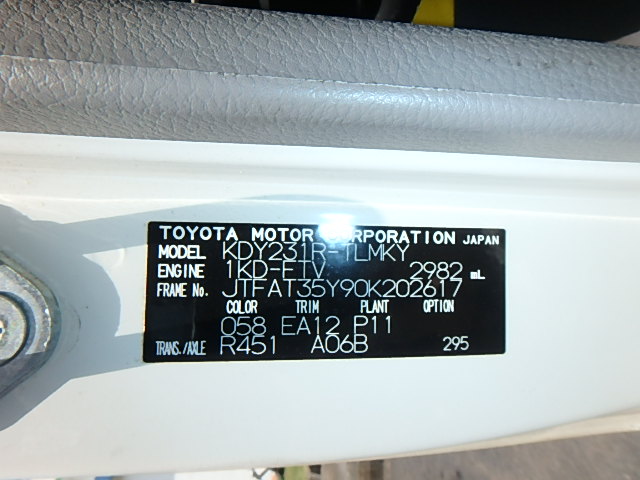 TOYOTA MOTOR CORPORATION JAPAN
MODEL KDY231R-TLMKY
ENGINE 1KD-FTV 2982 mL
FRAME No. JTFAT35Y90K202617
COLOR TRIM PLANT OPTION
058 EA12 P11
TRANS./AXLE R451 A06B 295